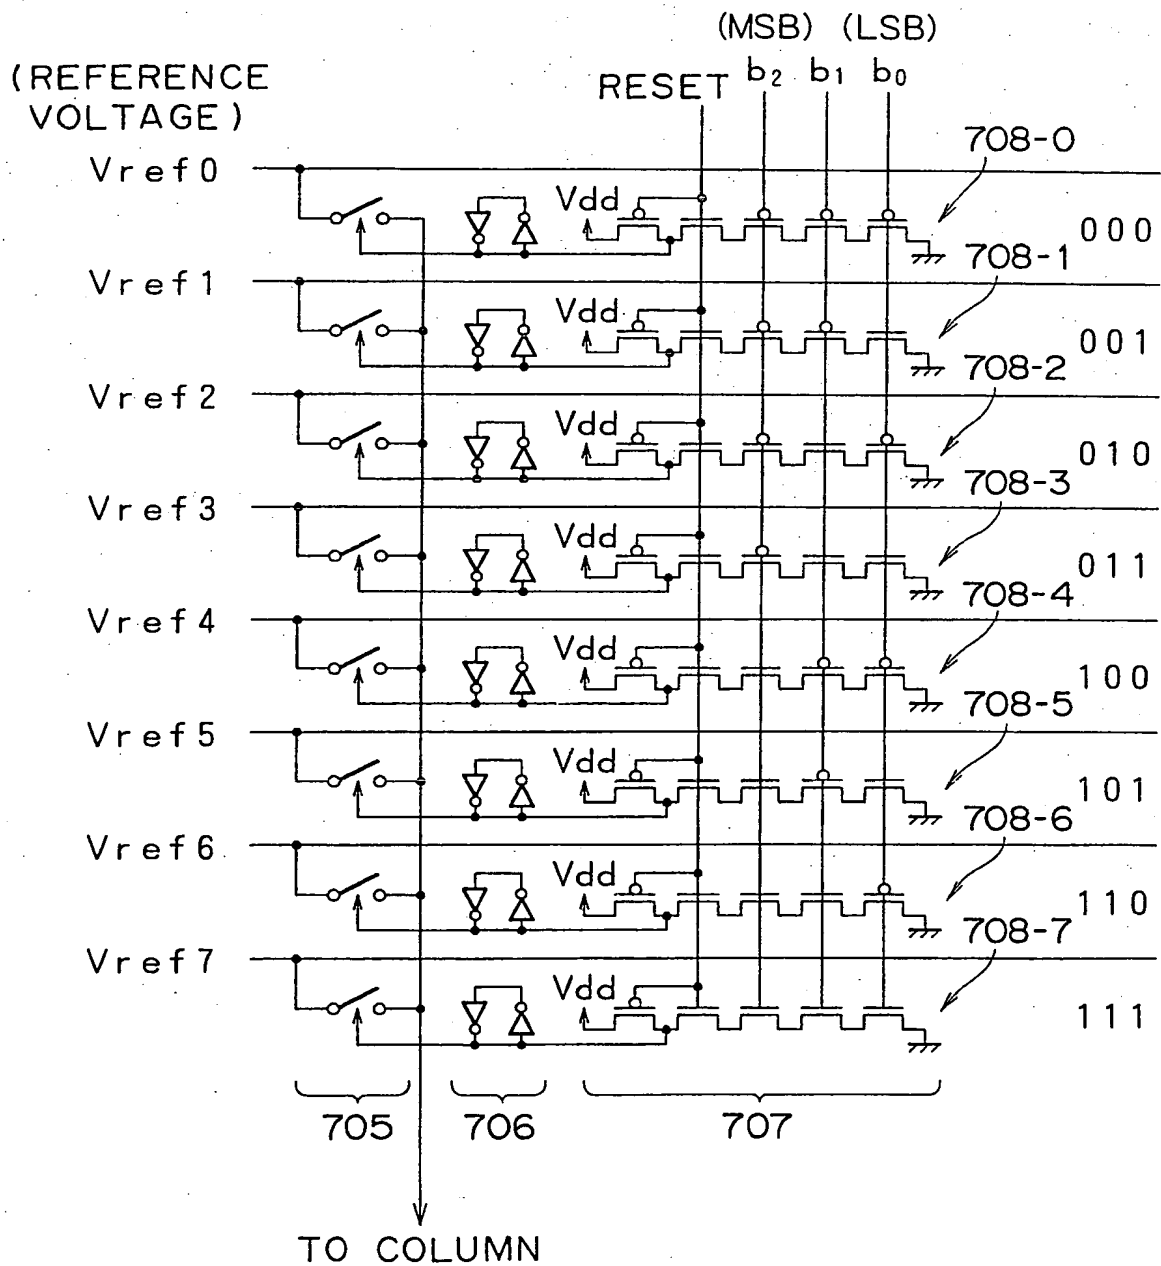 (MSB) (LSB)
RESET b2 b1 b0
(REFERENCE
VOLTAGE)
Vref0
708-0
Vdd
000
Vref1
708-1
Vdd
001
Vref2
708-2
Vdd
010
Vref3
708-3
Vdd
011
Vref4
708-4
Vdd
100
Vref5
708-5
Vdd
101
Vref6
708-6
Vdd
110
Vref7
708-7
Vdd
111
705 706 707
TO COLUMN